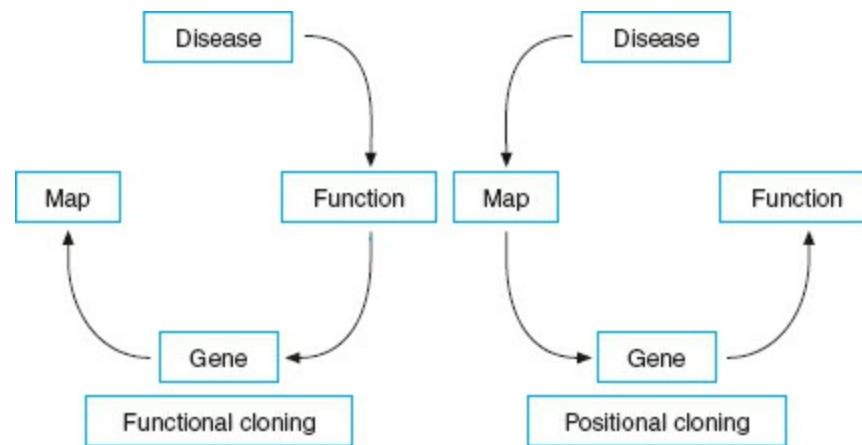 Disease
Disease
Map
Function
Map
Function
Gene
Gene
Functional cloning
Positional cloning